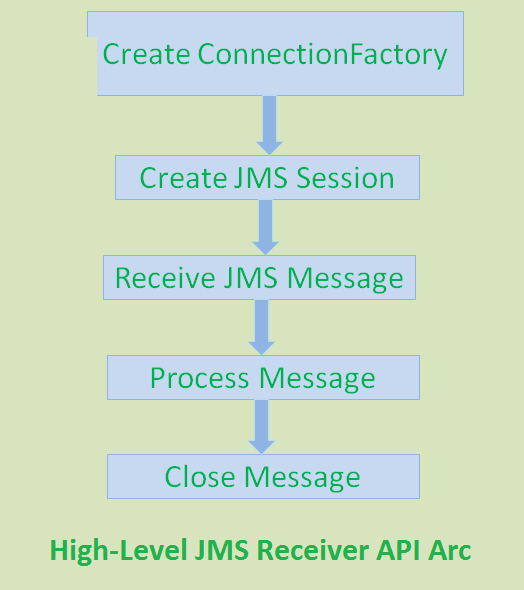 Create ConnectionFactory
Create JMS Session
Receive JMS Message
Process Message
Close Message
High-Level JMS Receiver API Arc